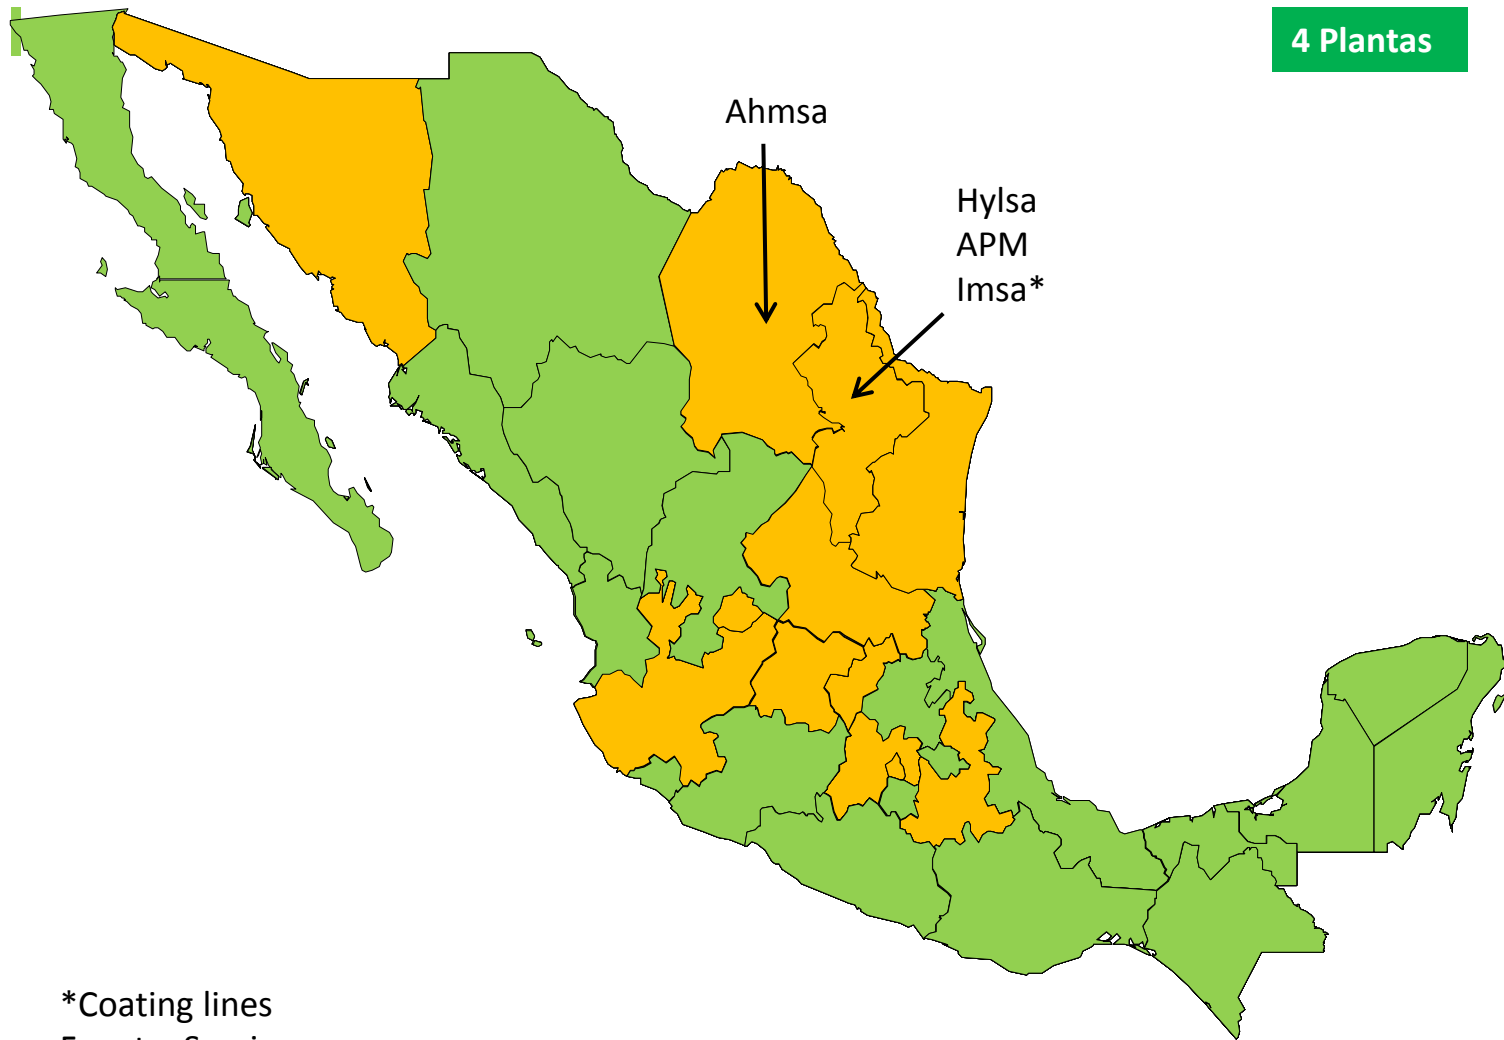 4 Plantas
Ahmsa
Hylsa
APM
Imsa*
*Coating lines